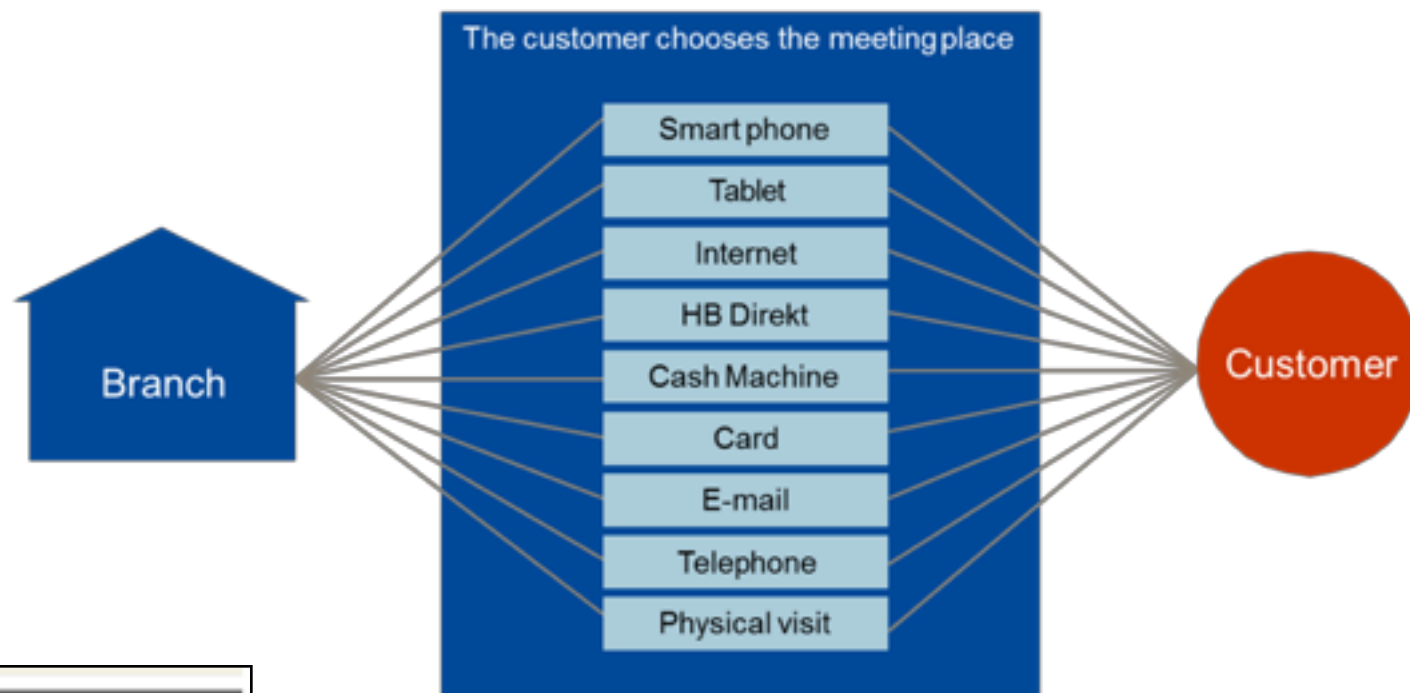 The customer chooses the meeting place
Smart phone
Tablet
Internet
HB Direkt
Cash Machine
Card
E-mail
Telephone
Physical visit
Branch
Customer